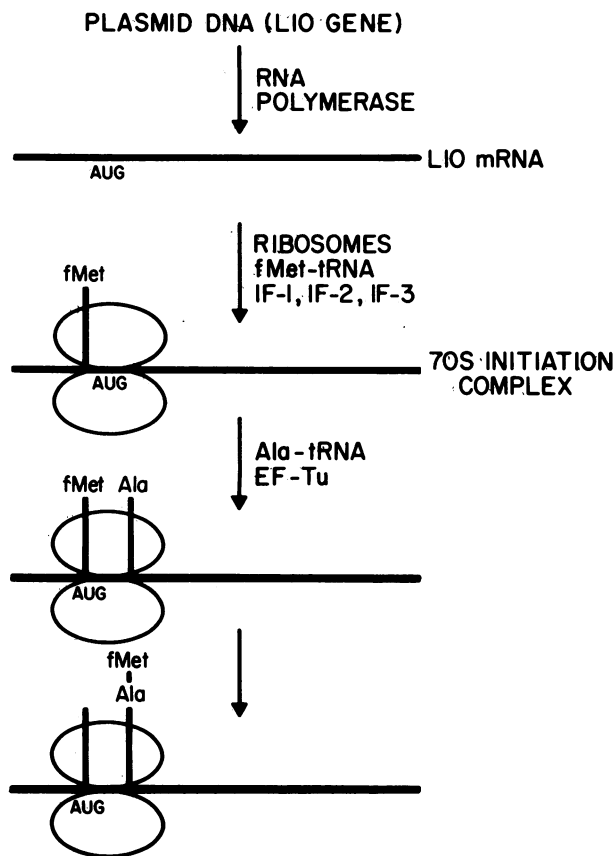 PLASMID DNA (L10 GENE)
RNA
POLYMERASE
AUG
L10 mRNA
RIBOSOMES
fMet-tRNA
IF-1, IF-2, IF-3
fMet
AUG
70S INITIATION
COMPLEX
Ala-tRNA
EF-Tu
fMet Ala
AUG
fMet
Ala
AUG